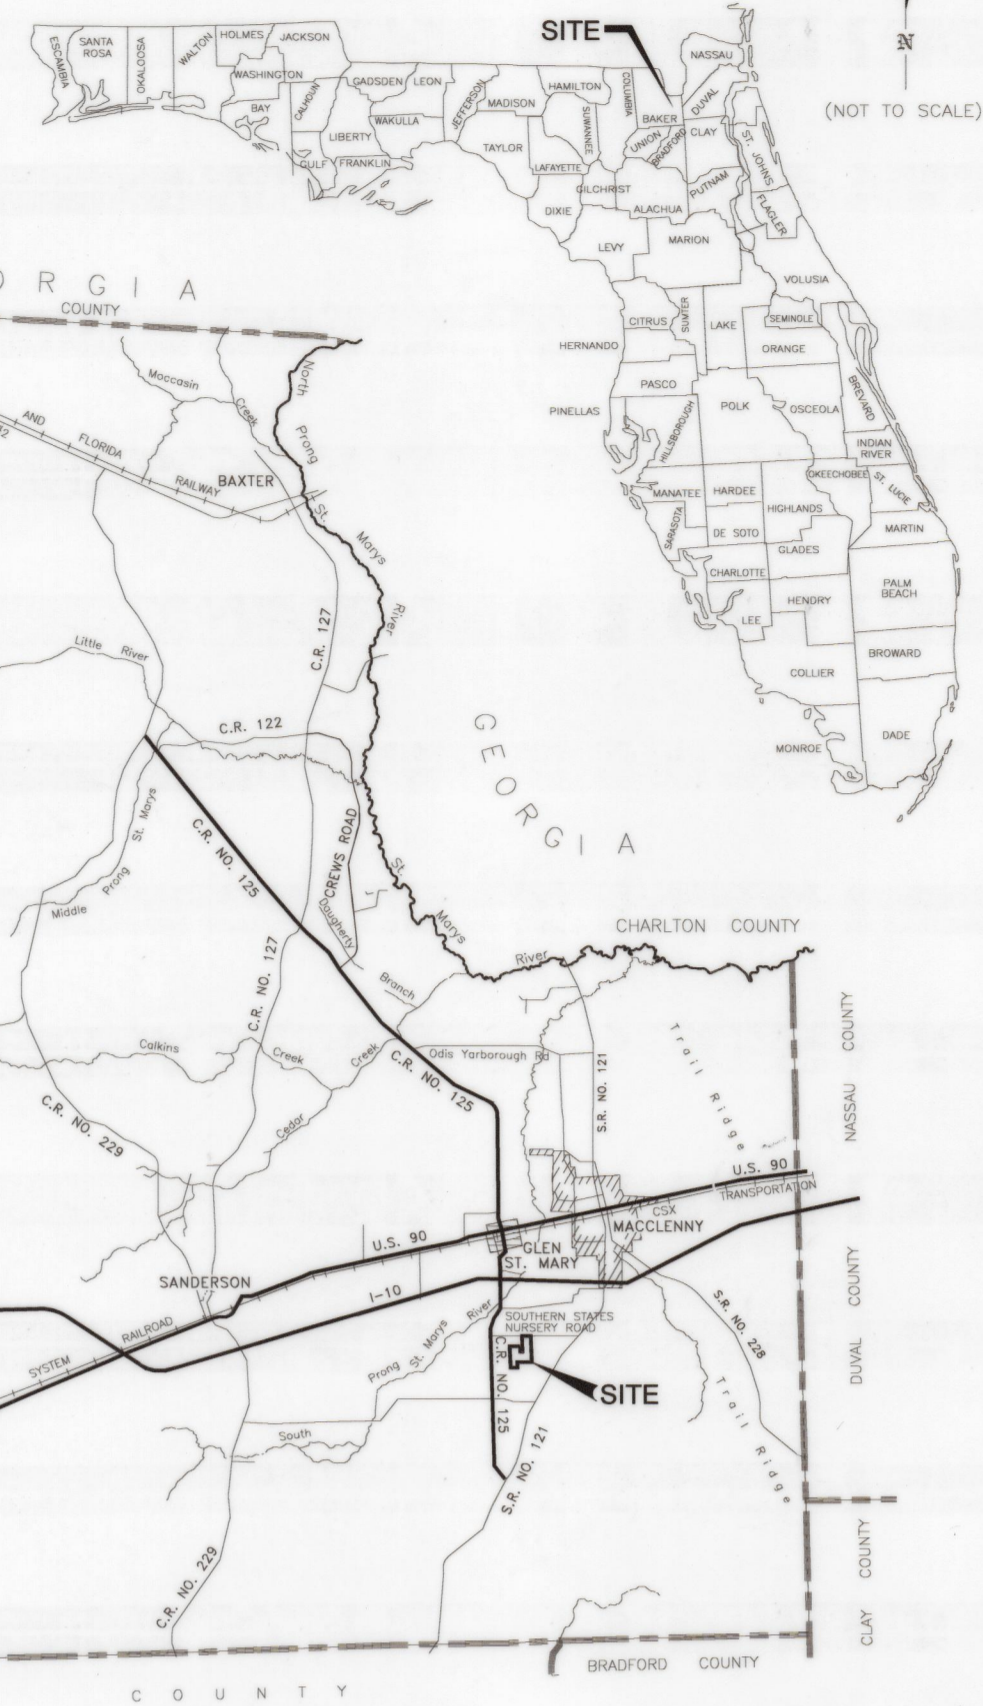 SITE
N
(NOT TO SCALE)
ESCAMBIA
SANTA
ROSA
OKALOOSA
WALTON
HOLMES
JACKSON
WASHINGTON
BAY
CALHOUN
GULF
LIBERTY
GADSDEN
LEON
WAKULLA
FRANKLIN
JEFFERSON
MADISON
TAYLOR
HAMILTON
SUWANNEE
LAFAYETTE
DIXIE
COLUMBIA
BAKER
NASSAU
DUVAL
UNION
BRADFORD
CLAY
ST. JOHNS
GILCHRIST
ALACHUA
PUTNAM
FLAGLER
LEVY
MARION
VOLUSIA
CITRUS
SUMTER
LAKE
SEMINOLE
HERNANDO
ORANGE
PASCO
PINELLAS
HILLSBOROUGH
POLK
OSCEOLA
BREVARD
INDIAN
RIVER
MANATEE
HARDEE
OKEECHOBEE
ST. LUCIE
HIGHLANDS
SARASOTA
DE SOTO
MARTIN
GLADES
CHARLOTTE
PALM
BEACH
HENDRY
LEE
BROWARD
COLLIER
MONROE
DADE
ORGIA
COUNTY
Moccasin
Creek
North
Prong
St.
Marys
River
AND
FLORIDA
RAILWAY
BAXTER
C.R. 127
Little River
C.R. 122
GEORGIA
C.R. NO. 125
CREWS ROAD
St. Marys
Prong
Middle
Daugherty
Branch
St.
Marys
River
CHARLTON COUNTY
C.R. NO. 127
Calkins
Creek
Creek
Cedar
C.R. NO. 125
Odis Yarborough Rd
S.R. NO. 121
Trail Ridge
NASSAU COUNTY
C.R. NO. 229
U.S. 90
TRANSPORTATION
CSX
MACCLENNY
U.S. 90
GLEN
ST. MARY
SANDERSON
I-10
RAILROAD
SYSTEM
SOUTHERN STATES
NURSERY ROAD
River
St. Marys
Prong
South
C.R. NO. 125
SITE
S.R. NO. 228
Trail Ridge
DUVAL COUNTY
S.R. NO. 121
C.R. NO. 229
CLAY COUNTY
BRADFORD COUNTY
COUNTY